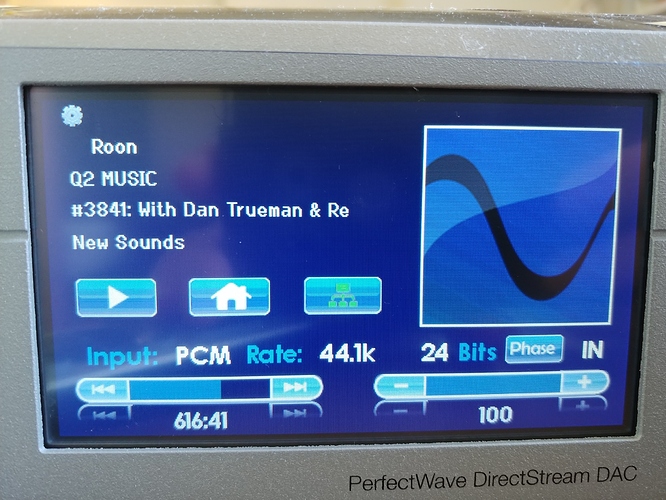 Roon
Q2 MUSIC
#3841: With Dan Trueman & Re
New Sounds
Input: PCM Rate: 44.1k 24 Bits Phase IN
616:41 100
PerfectWave DirectStream DAC